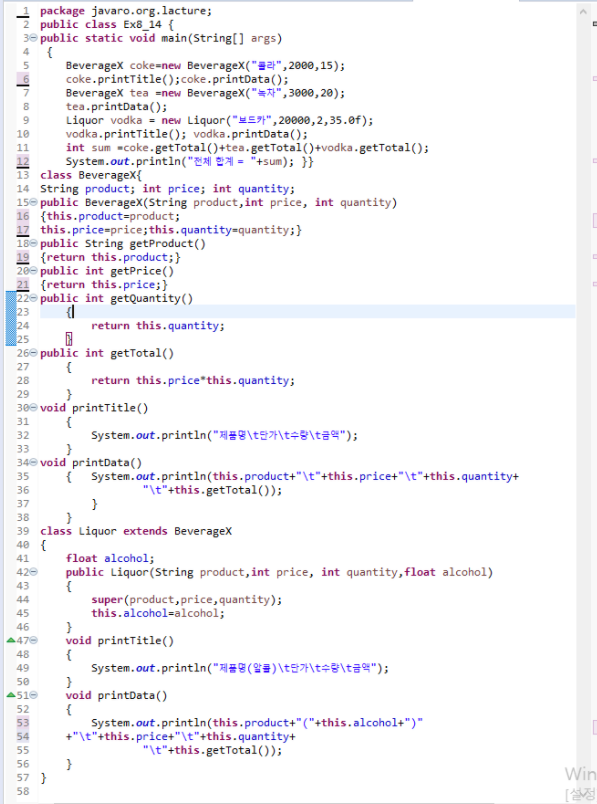 1 package javaro.org.lacture;
2 public class Ex8_14 {
3 public static void main(String[] args)
4 {
5 BeverageX coke=new BeverageX("콜라",2000,15);
6 coke.printTitle();coke.printData();
7 BeverageX tea =new BeverageX("녹차",3000,20);
8 tea.printData();
9 Liquor vodka = new Liquor("보드카",20000,2,35.0f);
10 vodka.printTitle(); vodka.printData();
11 int sum =coke.getTotal()+tea.getTotal()+vodka.getTotal();
12 System.out.println("전체 합계 = "+sum); }}
13 class BeverageX{
14 String product; int price; int quantity;
15 public BeverageX(String product,int price, int quantity)
16 {this.product=product;
17 this.price=price;this.quantity=quantity;}
18 public String getProduct()
19 {return this.product;}
20 public int getPrice()
21 {return this.price;}
22 public int getQuantity()
23 {
24 return this.quantity;
25 }
26 public int getTotal()
27 {
28 return this.price*this.quantity;
29 }
30 void printTitle()
31 {
32 System.out.println("제품명\t단가\t수량\t금액");
33 }
34 void printData()
35 { System.out.println(this.product+"\t"+this.price+"\t"+this.quantity+
36 "\t"+this.getTotal());
37 }
38 }
39 class Liquor extends BeverageX
40 {
41 float alcohol;
42 public Liquor(String product,int price, int quantity,float alcohol)
43 {
44 super(product,price,quantity);
45 this.alcohol=alcohol;
46 }
47 void printTitle()
48 {
49 System.out.println("제품명(알콜)\t단가\t수량\t금액");
50 }
51 void printData()
52 {
53 System.out.println(this.product+"("+this.alcohol+")"
54 +"\t"+this.price+"\t"+this.quantity+
55 "\t"+this.getTotal());
56 }
57 }
58
Win
[설정